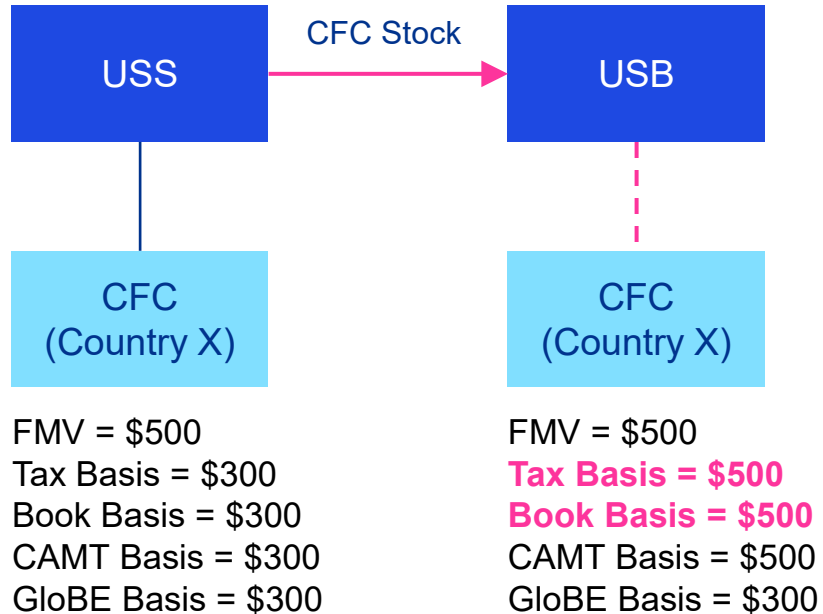 USS
CFC Stock
USB
CFC
(Country X)
CFC
(Country X)
FMV = $500
Tax Basis = $300
Book Basis = $300
CAMT Basis = $300
GloBE Basis = $300
FMV = $500
Tax Basis = $500
Book Basis = $500
CAMT Basis = $500
GloBE Basis = $300